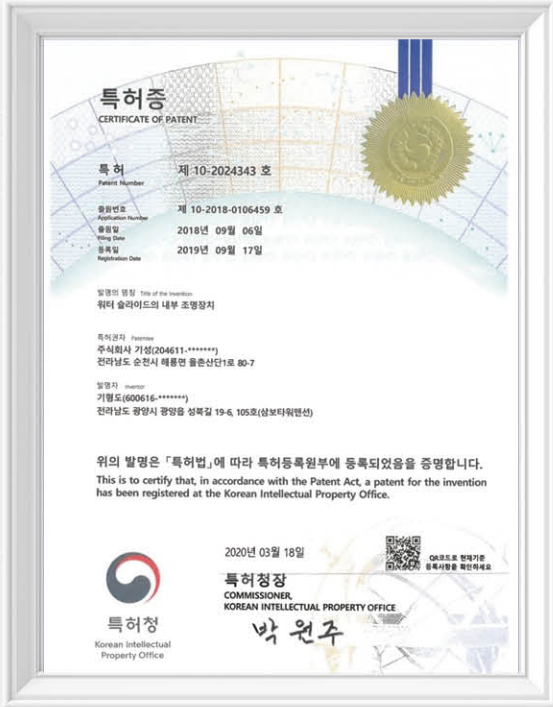 특허증
CERTIFICATE OF PATENT
특허 제 10-2024343 호
Patent Number
출원번호 제 10-2018-0106459 호
Application Number
출원일 2018년 09월 06일
Filing Date
등록일 2019년 09월 17일
Registration Date
발명의 명칭 Title of the Invention
워터 슬라이드의 내부 조명장치
특허권자 Patentee
주식회사 기성(204611-*******)
전라남도 순천시 해룡면 율촌산단1로 80-7
발명자 Inventor
기형도(600616-*******)
전라남도 광양시 광양읍 성북길 19-6, 105호(삼보타워맨션)
위의 발명은 「특허법」에 따라 특허등록원부에 등록되었음을 증명합니다.
This is to certify that, in accordance with the Patent Act, a patent for the invention
has been registered at the Korean Intellectual Property Office.
2020년 03월 18일
QR코드로 현재기준
등록사항을 확인하세요
특허청장
COMMISSIONER,
KOREAN INTELLECTUAL PROPERTY OFFICE
박원주
특허청
Korean Intellectual
Property Office